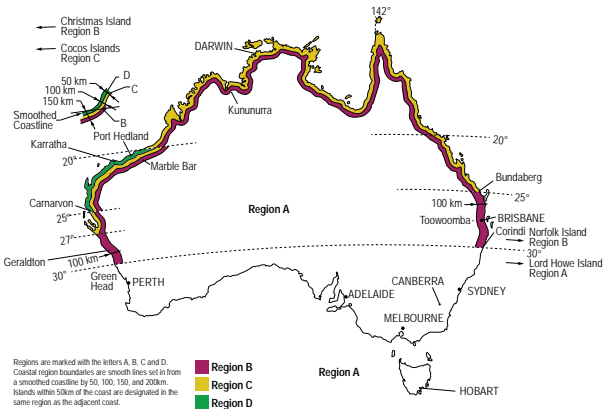 Christmas Island
Region B
Cocos Islands
Region C
142°
DARWIN
50 km
D
100 km
C
150 km
B
Smoothed
Coastline
Kununurra
Port Hedland
Karratha
20°
20°
Marble Bar
Bundaberg
Carnarvon
25°
25°
100 km
Region A
Toowoomba
BRISBANE
27°
Corindi
Norfolk Island
Region B
Geraldton
100 km
30°
30°
Lord Howe Island
Region A
Green
Head
PERTH
CANBERRA
SYDNEY
ADELAIDE
MELBOURNE
Regions are marked with the letters A, B, C and D.
Coastal region boundaries are smooth lines set in from
a smoothed coastline by 50, 100, 150, and 200km.
Islands within 50km of the coast are designated in the
same region as the adjacent coast.
Region B
Region C
Region D
Region A
HOBART